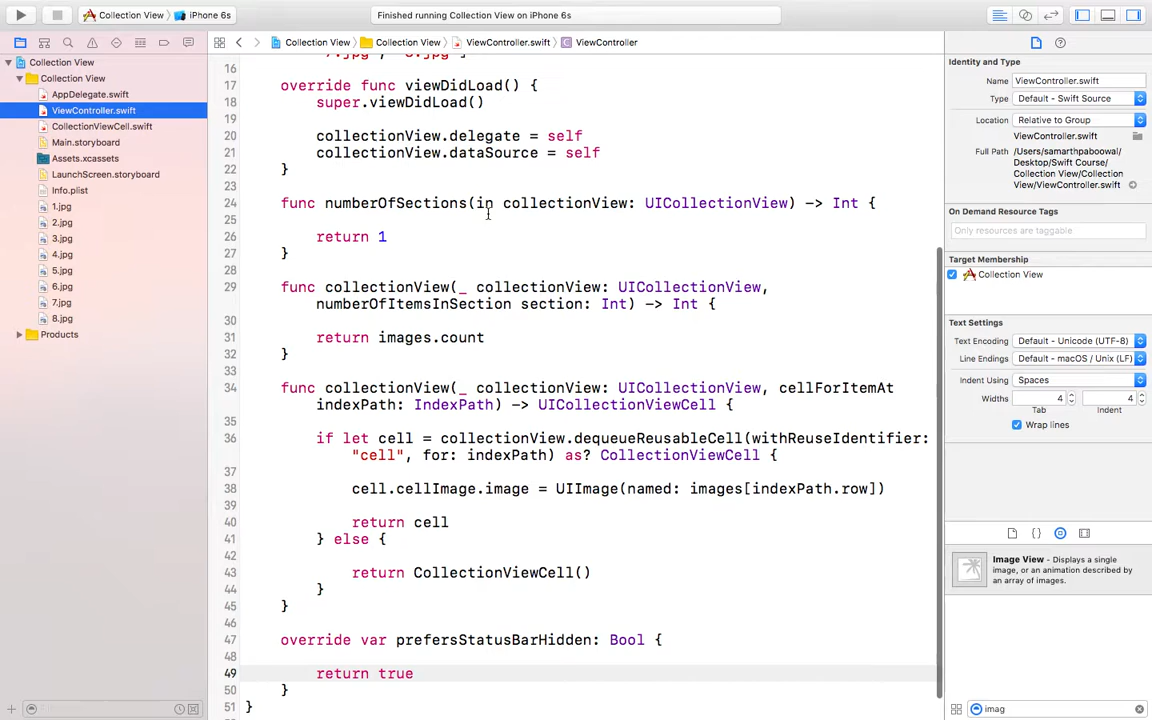 Collection View
iPhone 6s
Finished running Collection View on iPhone 6s
Collection View
Collection View
ViewController.swift
C
ViewController
Collection View
Collection View
AppDelegate.swift
ViewController.swift
CollectionViewCell.swift
Main.storyboard
Assets.xcassets
LaunchScreen.storyboard
Info.plist
1.jpg
2.jpg
3.jpg
4.jpg
5.jpg
6.jpg
7.jpg
8.jpg
Products
16
17 override func viewDidLoad() {
18 super.viewDidLoad()
19
20 collectionView.delegate = self
21 collectionView.dataSource = self
22 }
23
24 func numberOfSections(in collectionView: UICollectionView) -> Int {
25
26 return 1
27 }
28
29 func collectionView(_ collectionView: UICollectionView,
numberOfItemsInSection section: Int) -> Int {
30
31 return images.count
32 }
33
34 func collectionView(_ collectionView: UICollectionView, cellForItemAt
indexPath: IndexPath) -> UICollectionViewCell {
35
36 if let cell = collectionView.dequeueReusableCell(withReuseIdentifier:
"cell", for: indexPath) as? CollectionViewCell {
37
38 cell.cellImage.image = UIImage(named: images[indexPath.row])
39
40 return cell
41 } else {
42
43 return CollectionViewCell()
44 }
45 }
46
47 override var prefersStatusBarHidden: Bool {
48
49 return true
50 }
51 }
Identity and Type
Name ViewController.swift
Type Default - Swift Source
Location Relative to Group
ViewController.swift
Full Path /Users/samarthpaboowal/
Desktop/Swift Course/
Collection View/Collection
View/ViewController.swift
On Demand Resource Tags
Only resources are taggable
Target Membership
Collection View
Text Settings
Text Encoding Default - Unicode (UTF-8)
Line Endings Default - macOS / Unix (LF)
Indent Using Spaces
Widths 4 4
Tab Indent
Wrap lines
{ }
Image View - Displays a single
image, or an animation described by
an array of images.
imag